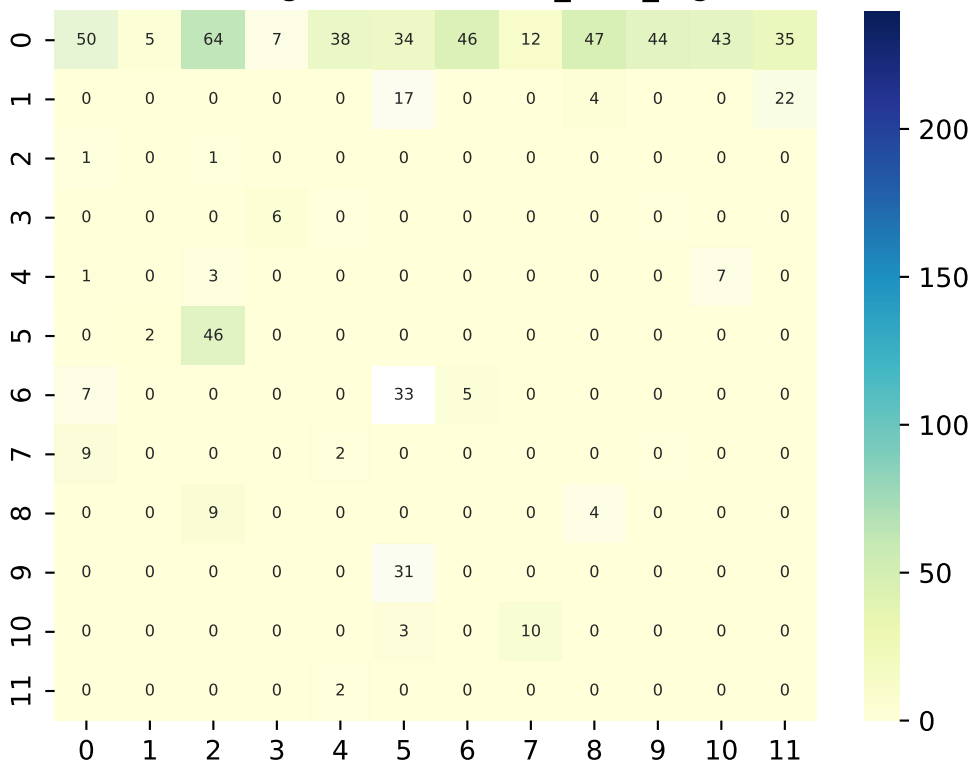 0 50 5 64 7 38 34 46 12 47 44 43 35
1 0 0 0 0 0 17 0 0 4 0 0 22
2 1 0 1 0 0 0 0 0 0 0 0 0
3 0 0 0 6 0 0 0 0 0 0 0 0
4 1 0 3 0 0 0 0 0 0 0 7 0
5 0 2 46 0 0 0 0 0 0 0 0 0
6 7 0 0 0 0 33 5 0 0 0 0 0
7 9 0 0 0 2 0 0 0 0 0 0 0
8 0 0 9 0 0 0 0 0 4 0 0 0
9 0 0 0 0 0 31 0 0 0 0 0 0
10 0 0 0 0 0 3 0 10 0 0 0 0
11 0 0 0 0 2 0 0 0 0 0 0 0
0 1 2 3 4 5 6 7 8 9 10 11
200
150
100
50
0